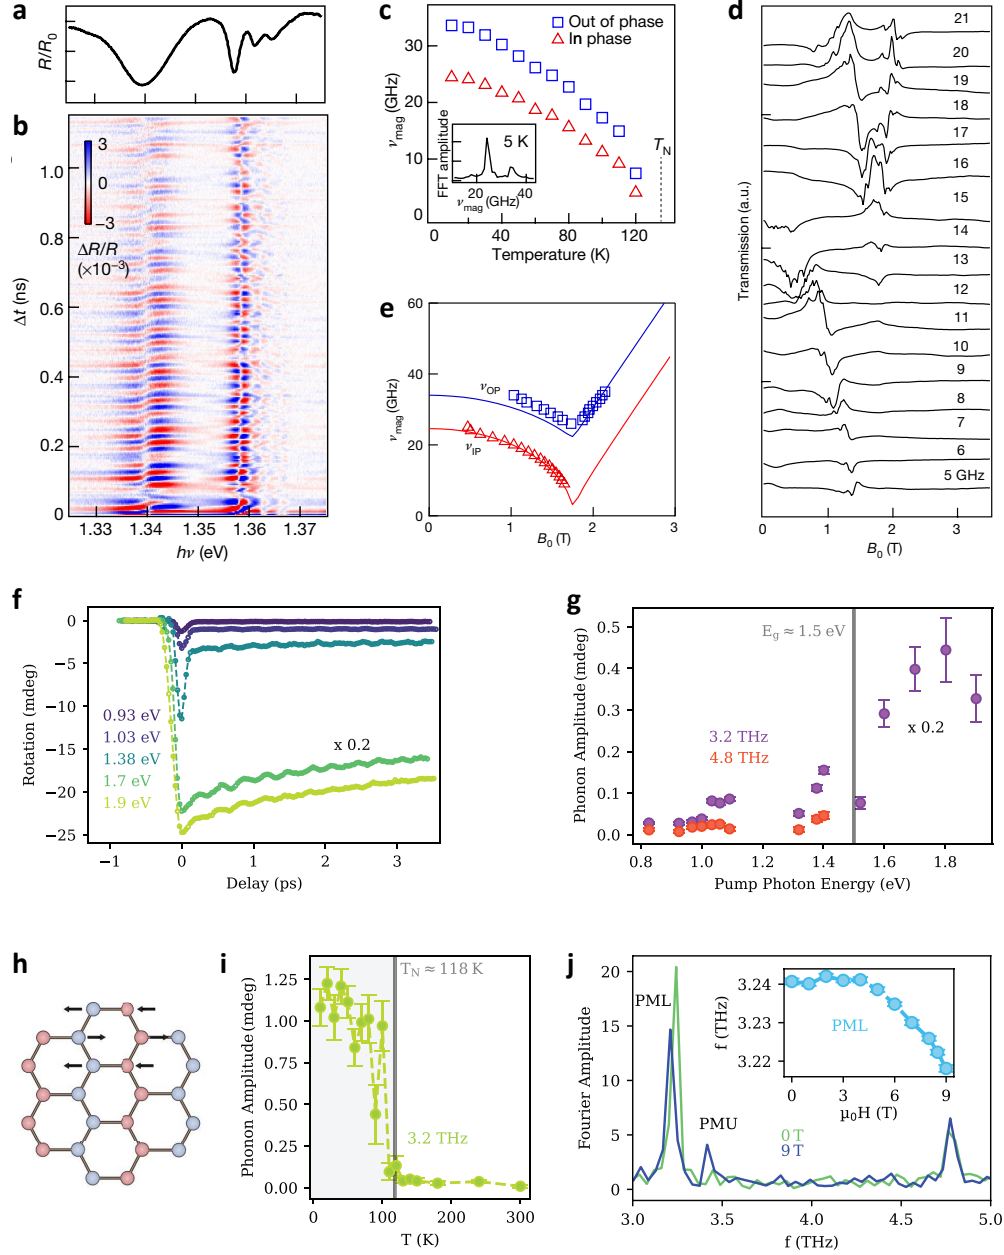 a
R/R0
b
3
0
−3
ΔR/R
(×10−3)
Δt (ns)
1.0
0.8
0.6
0.4
0.2
0
1.33
1.34
1.35
1.36
1.37
hν (eV)
c
Out of phase
In phase
νmag (GHz)
35
20
10
0
FFT amplitude
5 K
20
40
νmag (GHz)
TN
0
40
80
120
Temperature (K)
d
Transmission (a.u.)
21
20
19
18
17
16
15
14
13
12
11
10
9
8
7
6
5 GHz
0
1
2
3
B0 (T)
e
νmag (GHz)
60
40
20
0
νOP
νIP
0
1
2
3
B0 (T)
f
Rotation (mdeg)
0
−5
−10
−15
−20
−25
0.93 eV
1.03 eV
1.38 eV
1.7 eV
1.9 eV
x 0.2
−1
0
1
2
3
Delay (ps)
g
Phonon Amplitude (mdeg)
0.5
0.4
0.3
0.2
0.1
0.0
Eg ≈ 1.5 eV
3.2 THz
4.8 THz
x 0.2
0.8
1.0
1.2
1.4
1.6
1.8
Pump Photon Energy (eV)
h
i
Phonon Amplitude (mdeg)
1.25
1.00
0.75
0.50
0.25
0.00
TN ≈ 118 K
3.2 THz
0
100
200
300
T (K)
j
Fourier Amplitude
20
15
10
5
0
PML
PMU
0 T
9 T
f (THz)
3.24
3.23
3.22
PML
0
3
6
9
μ0H (T)
3.0
3.5
4.0
4.5
5.0
f (THz)